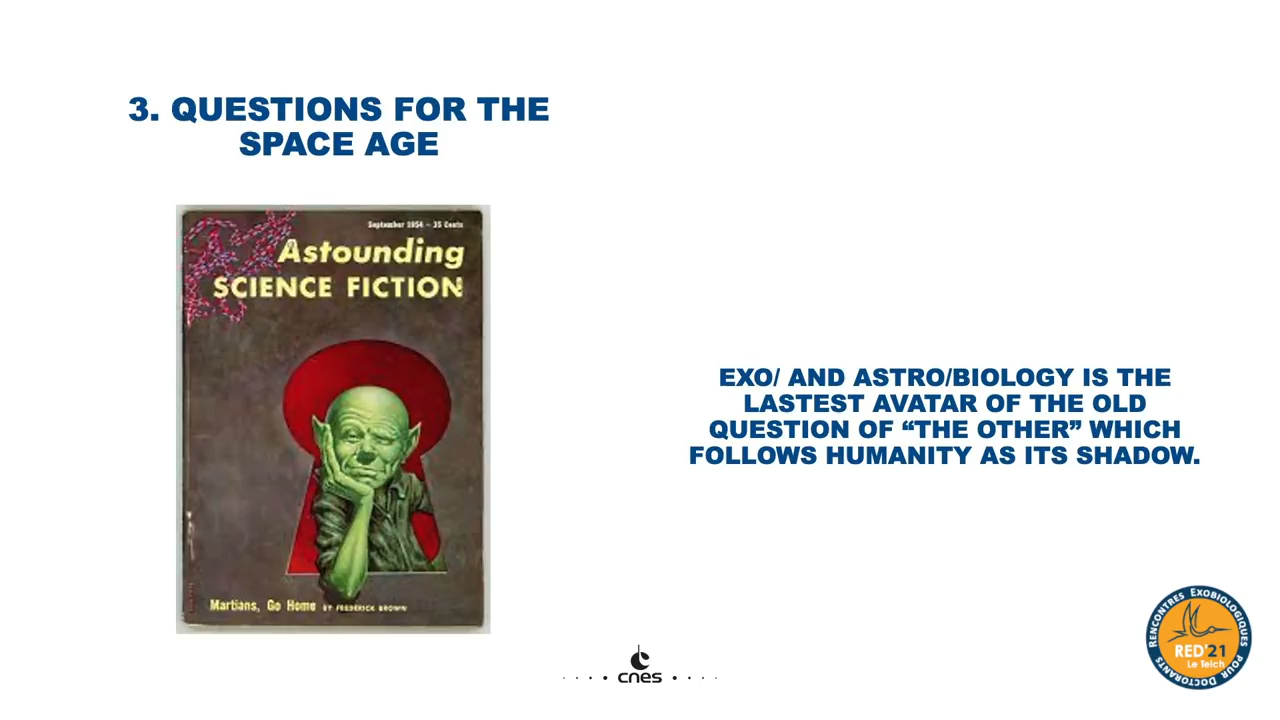 3. QUESTIONS FOR THE
SPACE AGE
September 1954 – 35 Cents
Astounding
SCIENCE FICTION
Martians, Go Home BY FREDERICK BROWN
EXO/ AND ASTRO/BIOLOGY IS THE
LASTEST AVATAR OF THE OLD
QUESTION OF “THE OTHER” WHICH
FOLLOWS HUMANITY AS ITS SHADOW.
cnes
RENCONTRES EXOBIOLOGIQUES
POUR DOCTORANTS
RED'21
Le Teich